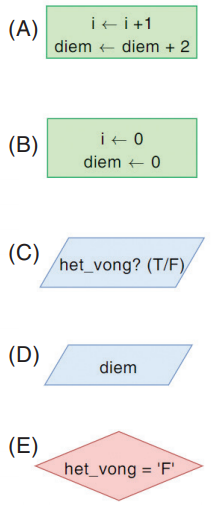 (A)
i ← i +1
diem ← diem + 2
(B)
i ← 0
diem ← 0
(C)
het_vong? (T/F)
(D)
diem
(E)
het_vong = 'F'